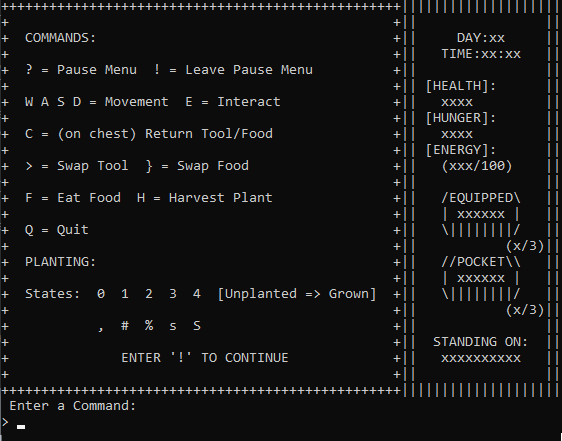 ++++++++++++++++++++++++++++++++++++++++++++++++++||||||||||||||||||||
+                                                +||                ||
+  COMMANDS:                                     +||     DAY:xx     ||
+                                                +||   TIME:xx:xx   ||
+  ? = Pause Menu  ! = Leave Pause Menu          +||                ||
+                                                +|| [HEALTH]:      ||
+  W A S D = Movement  E = Interact              +||   xxxx         ||
+                                                +|| [HUNGER]:      ||
+  C = (on chest) Return Tool/Food               +||   xxxx         ||
+                                                +|| [ENERGY]:      ||
+  > = Swap Tool  } = Swap Food                  +||   (xxx/100)    ||
+                                                +||                ||
+  F = Eat Food  H = Harvest Plant               +||   /EQUIPPED\   ||
+                                                +||   | xxxxxx |   ||
+  Q = Quit                                      +||   \||||||||/   ||
+                                                +||           (x/3)||
+  PLANTING:                                     +||   //POCKET\\   ||
+                                                +||   | xxxxxx |   ||
+  States:  0  1  2  3  4  [Unplanted => Grown]  +||   \||||||||/   ||
+                                                +||           (x/3)||
+           ,  #  %  s  S                        +||                ||
+                                                +||  STANDING ON:  ||
+              ENTER '!' TO CONTINUE             +||   xxxxxxxxxx   ||
+                                                +||                ||
++++++++++++++++++++++++++++++++++++++++++++++++++||||||||||||||||||||
Enter a Command:
>